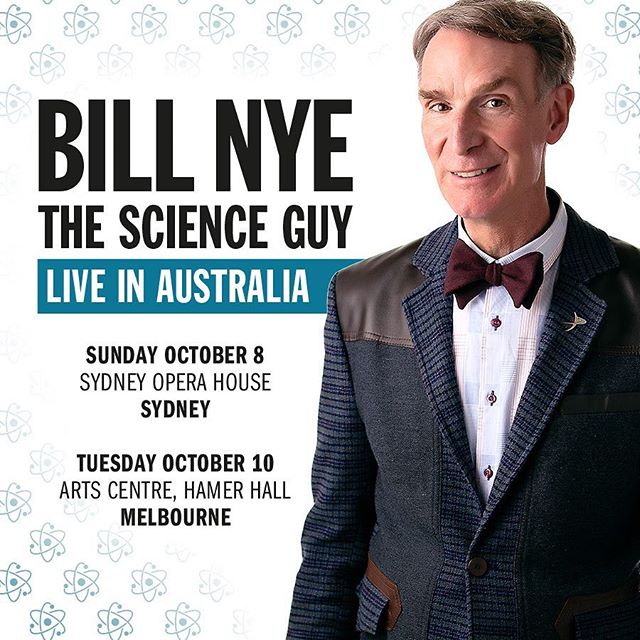 BILL NYE
THE SCIENCE GUY
LIVE IN AUSTRALIA
SUNDAY OCTOBER 8
SYDNEY OPERA HOUSE
SYDNEY
TUESDAY OCTOBER 10
ARTS CENTRE, HAMER HALL
MELBOURNE